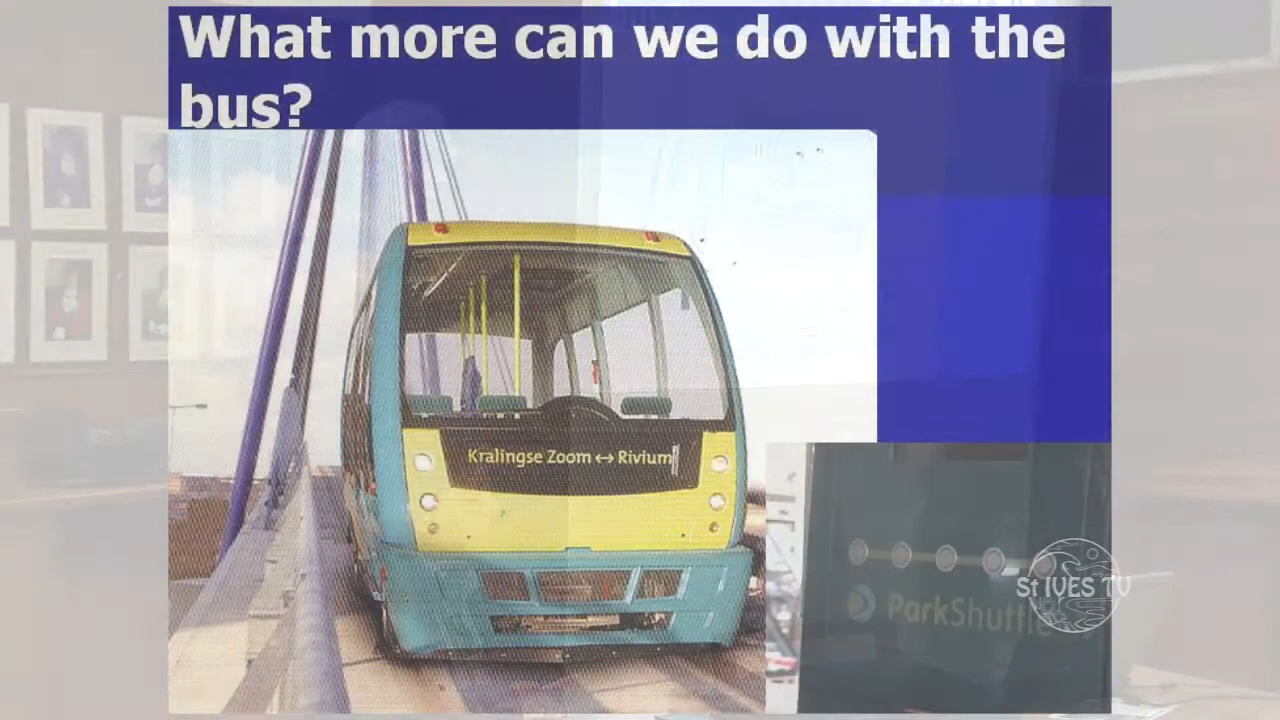 What more can we do with the
bus?
Kralingse Zoom ↔ Rivium
ParkShuttle
St IVES TV